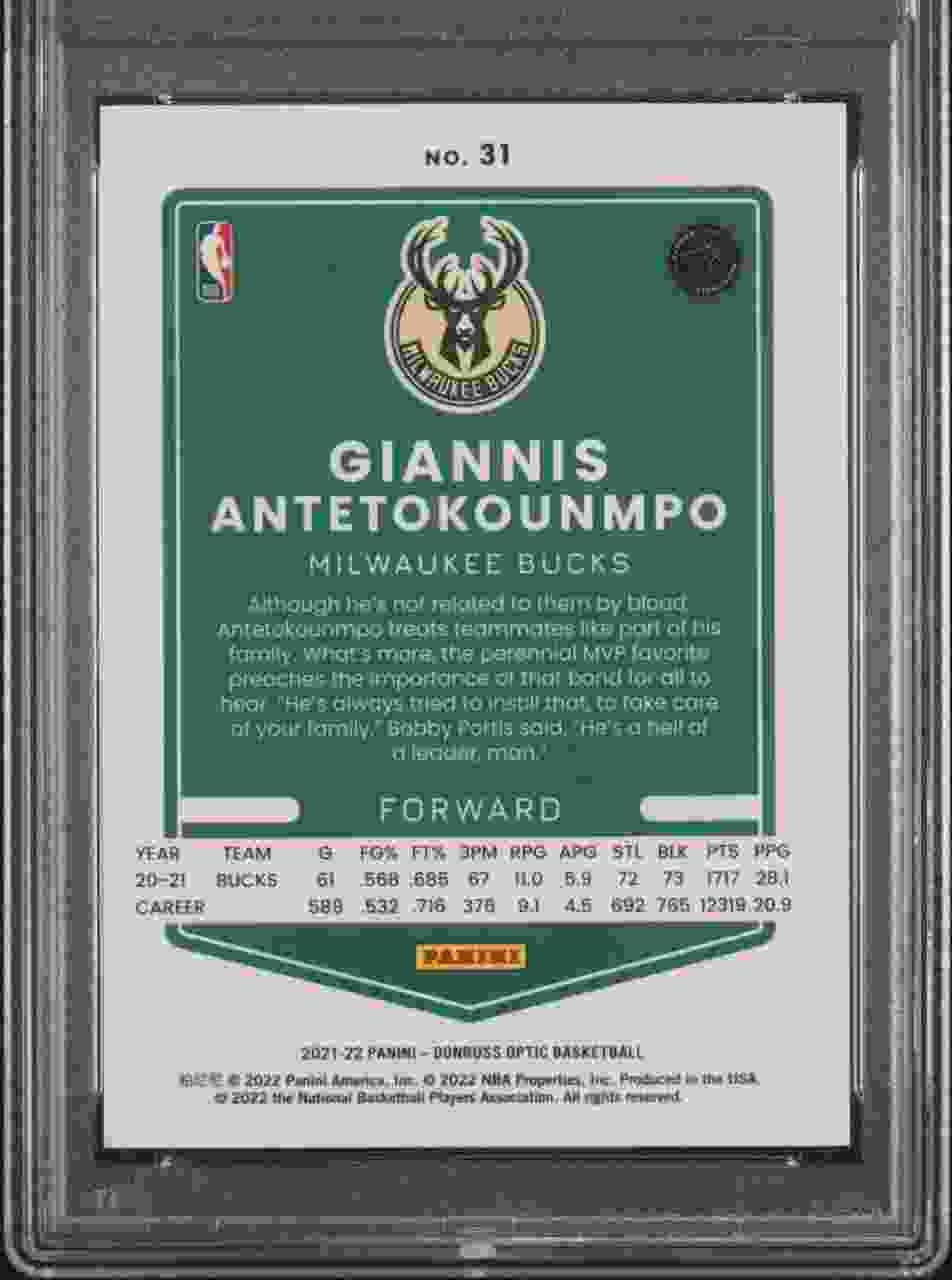 NO. 31
MILWAUKEE BUCKS
GIANNIS
ANTETOKOUNMPO
MILWAUKEE BUCKS
Although he's not related to them by blood,
Antetokounmpo treats teammates like part of his
family. What's more, the perennial MVP favorite
preaches the importance of that bond for all to
hear. "He's always tried to instill that, to take care
of your family," Bobby Portis said. "He's a hell of
a leader, man."
FORWARD
YEAR TEAM G FG% FT% 3PM RPG APG STL BLK PTS PPG
20-21 BUCKS 61 .568 .685 67 11.0 5.9 72 73 1717 28.1
CAREER 589 .532 .716 376 9.1 4.5 692 765 12319 20.9
PANINI
2021-22 PANINI – DONRUSS OPTIC BASKETBALL
© 2022 Panini America, Inc. © 2022 NBA Properties, Inc. Produced in the USA.
© 2022 the National Basketball Players Association. All rights reserved.